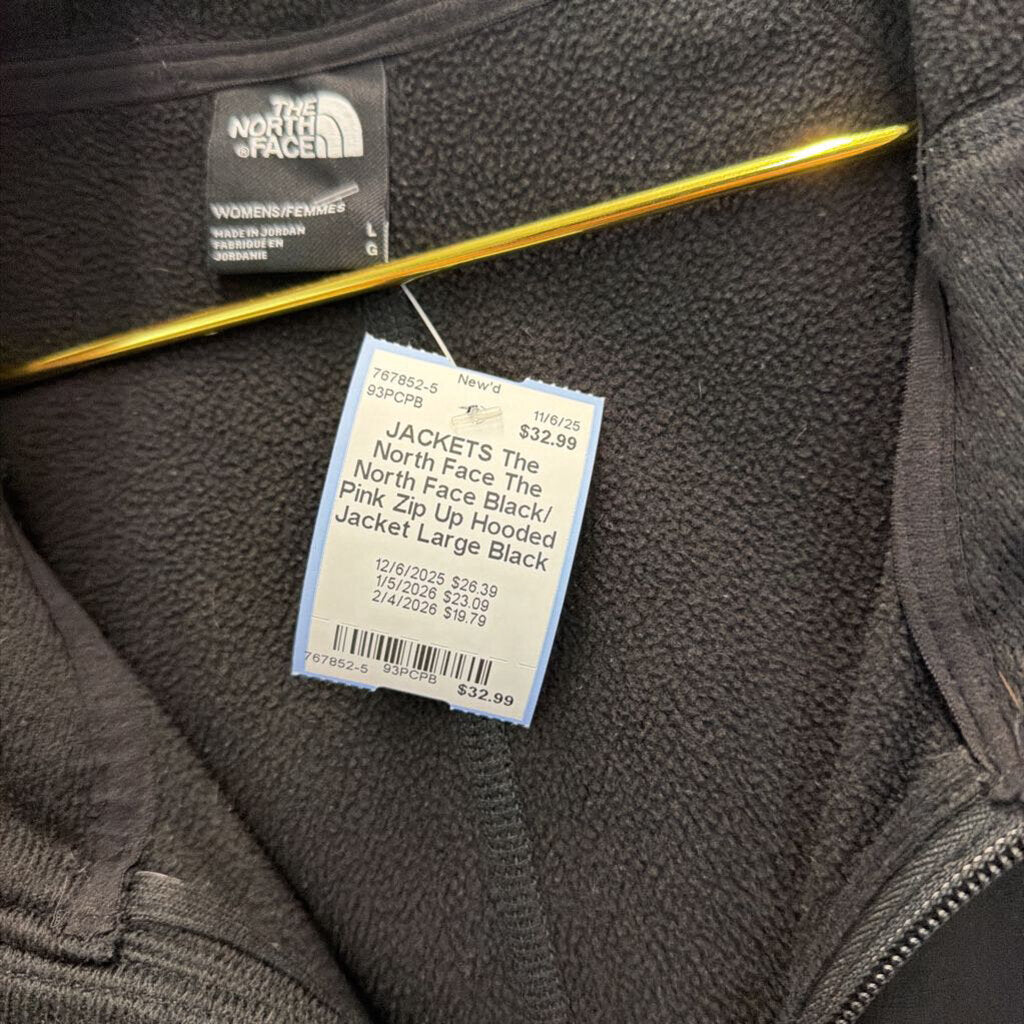 THE
NORTH
®FACE
WOMENS/FEMMES
MADE IN JORDAN
FABRIQUÉ EN
JORDANIE
L
G
767852-5 New'd
93PCPB 11/6/25
$32.99
JACKETS The
North Face The
North Face Black/
Pink Zip Up Hooded
Jacket Large Black
12/6/2025 $26.39
1/5/2026 $23.09
2/4/2026 $19.79
767852-5 93PCPB $32.99